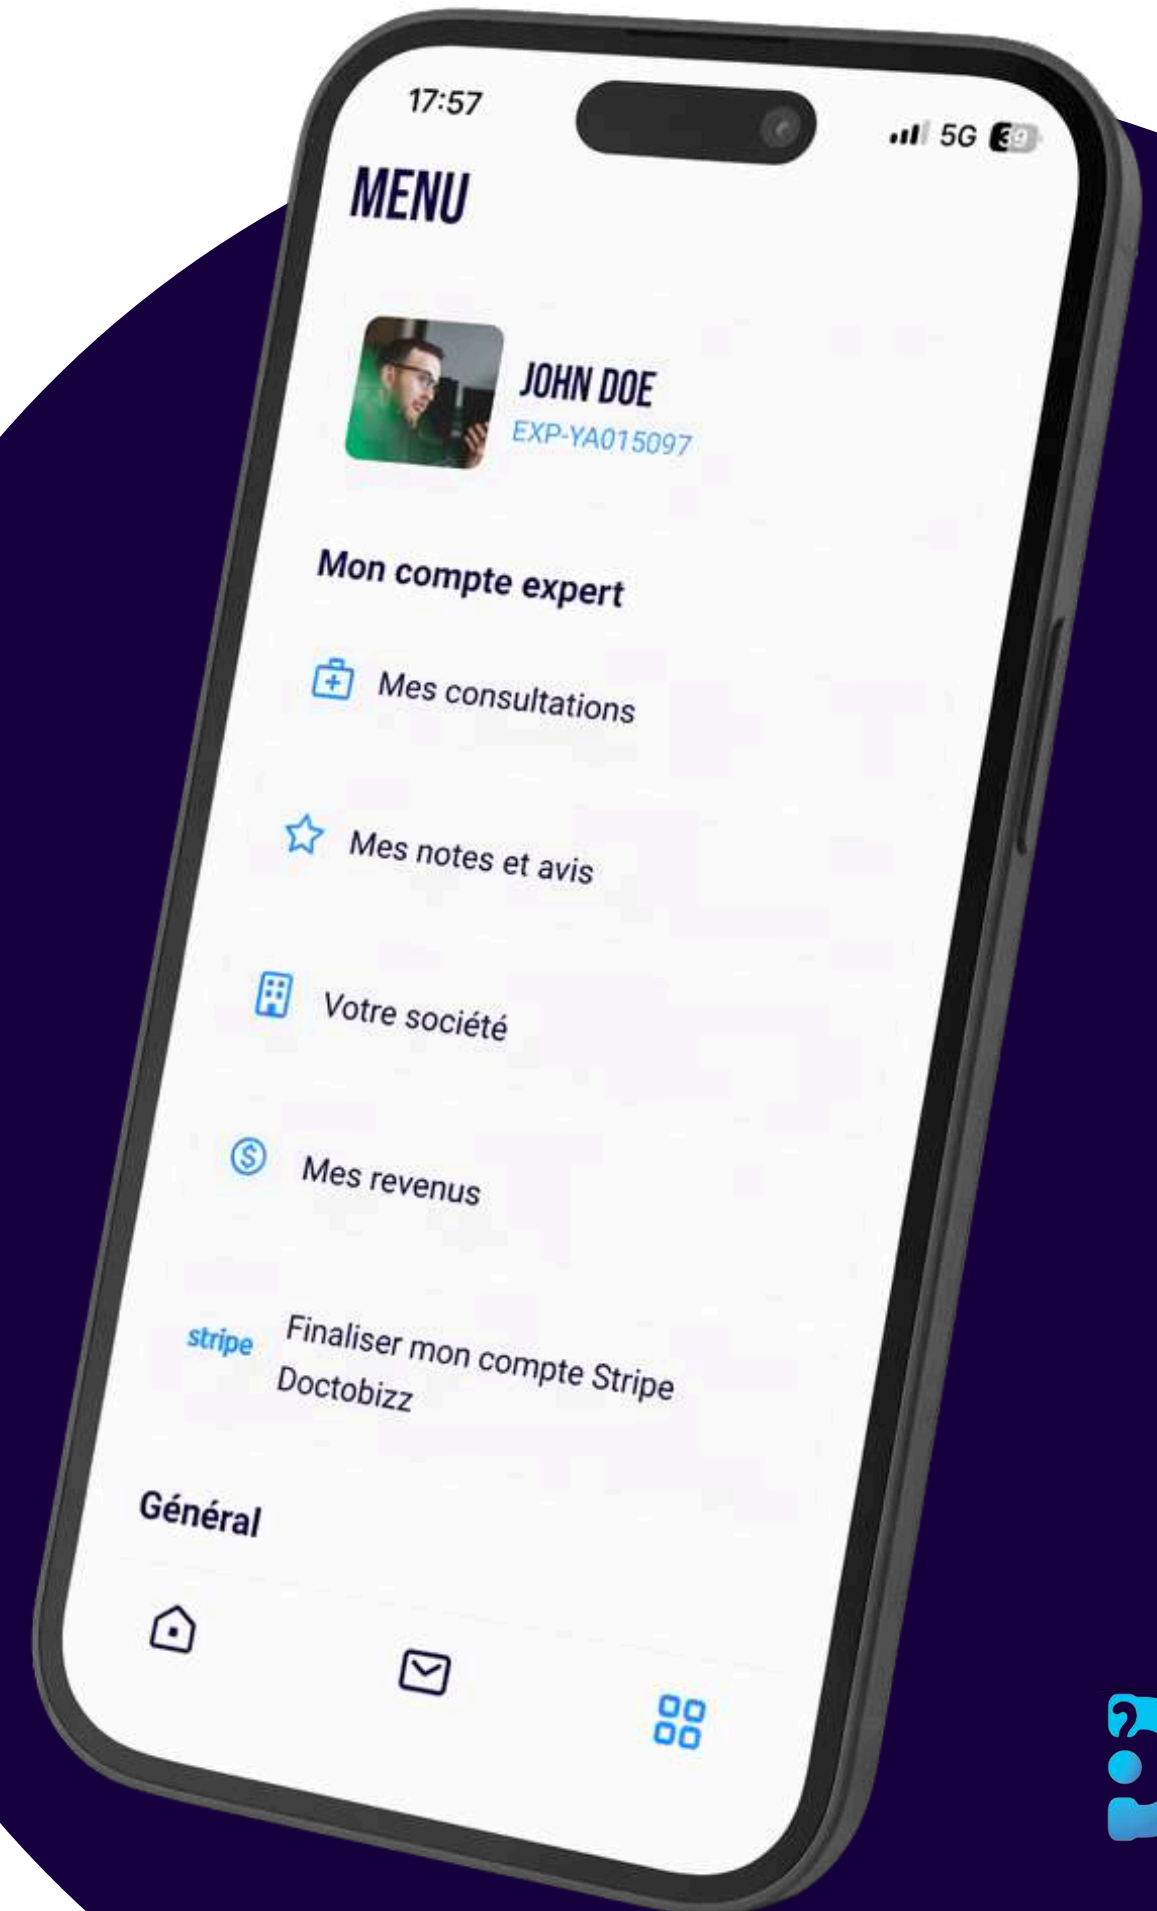 17:57
5G 39
MENU
JOHN DOE
EXP-YA015097
Mon compte expert
Mes consultations
Mes notes et avis
Votre société
Mes revenus
stripe Finaliser mon compte Stripe
Doctobizz
Général